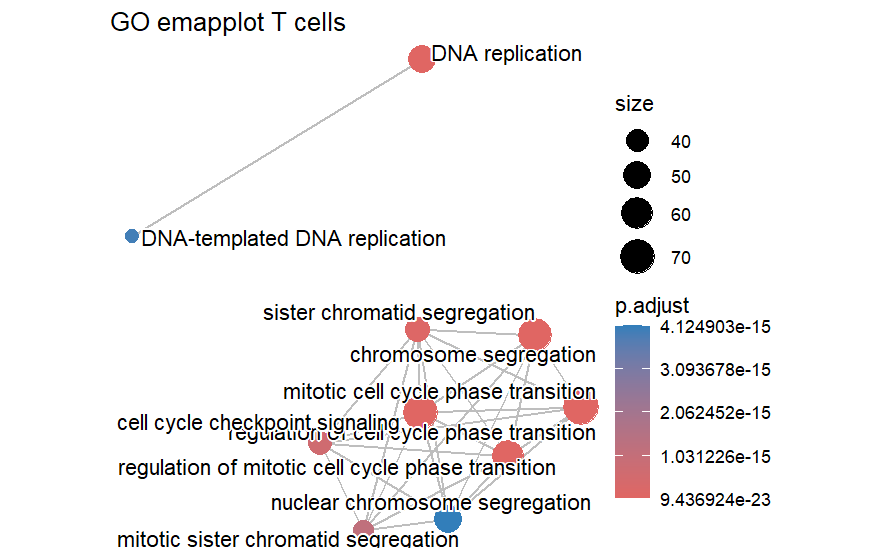 GO emapplot T cells
DNA replication
DNA-templated DNA replication
sister chromatid segregation
chromosome segregation
mitotic cell cycle phase transition
cell cycle checkpoint signaling
regulation of cell cycle phase transition
regulation of mitotic cell cycle phase transition
nuclear chromosome segregation
mitotic sister chromatid segregation
size
40
50
60
70
p.adjust
4.124903e-15
3.093678e-15
2.062452e-15
1.031226e-15
9.436924e-23